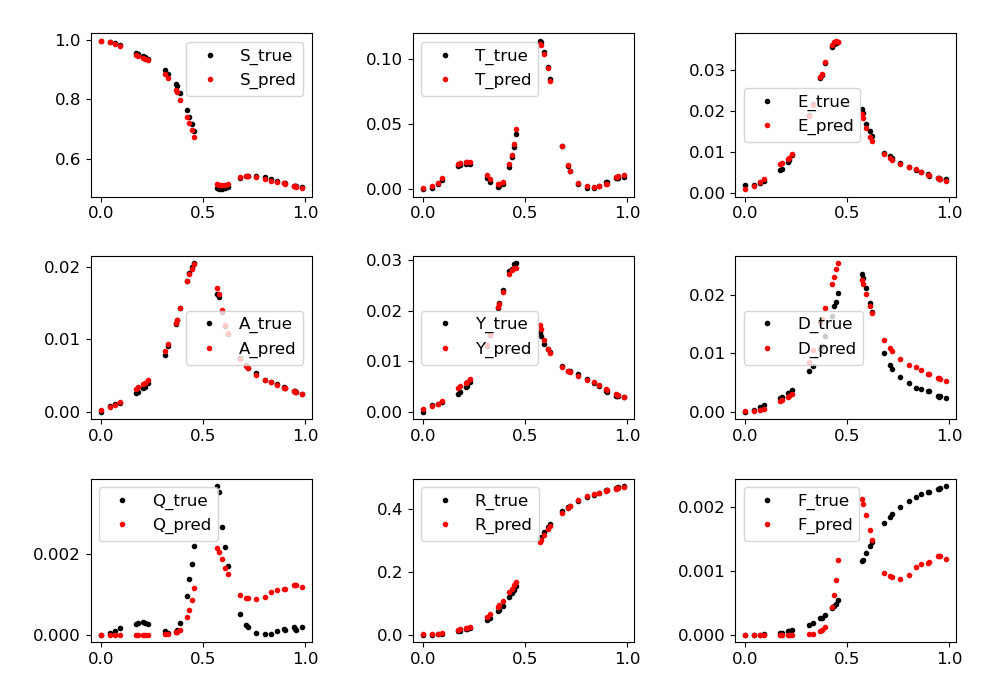 1.0
0.8
0.6
S_true
S_pred
0.0 0.5 1.0
0.10
0.05
0.00
T_true
T_pred
0.0 0.5 1.0
0.03
0.02
0.01
0.00
E_true
E_pred
0.0 0.5 1.0
0.02
0.01
0.00
A_true
A_pred
0.0 0.5 1.0
0.03
0.02
0.01
0.00
Y_true
Y_pred
0.0 0.5 1.0
0.02
0.01
0.00
D_true
D_pred
0.0 0.5 1.0
0.002
0.000
Q_true
Q_pred
0.0 0.5 1.0
0.4
0.2
0.0
R_true
R_pred
0.0 0.5 1.0
0.002
0.001
0.000
F_true
F_pred
0.0 0.5 1.0